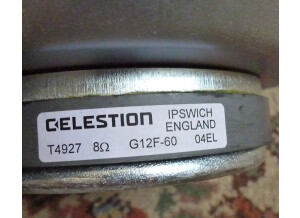 CELESTION IPSWICH
ENGLAND
T4927 8Ω G12F-60 04EL